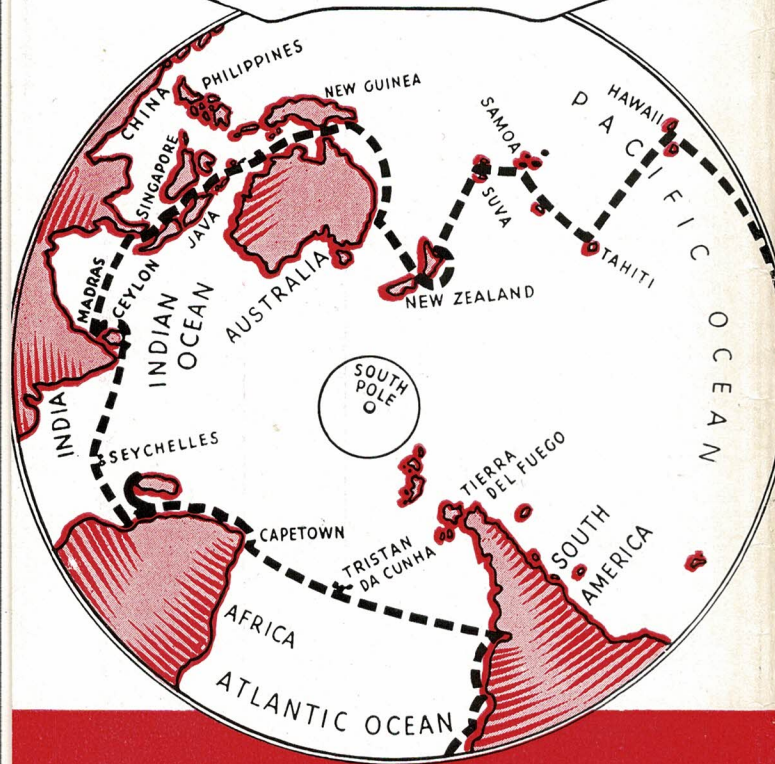 PHILIPPINES
CHINA
NEW GUINEA
SINGAPORE
JAVA
MADRAS
CEYLON
INDIAN
OCEAN
AUSTRALIA
INDIA
SAMOA
SUVA
HAWAII
PACIFIC
OCEAN
TAHITI
NEW ZEALAND
SOUTH
POLE
SEYCHELLES
CAPETOWN
TRISTAN
DA CUNHA
TIERRA
DEL FUEGO
SOUTH
AMERICA
AFRICA
ATLANTIC OCEAN